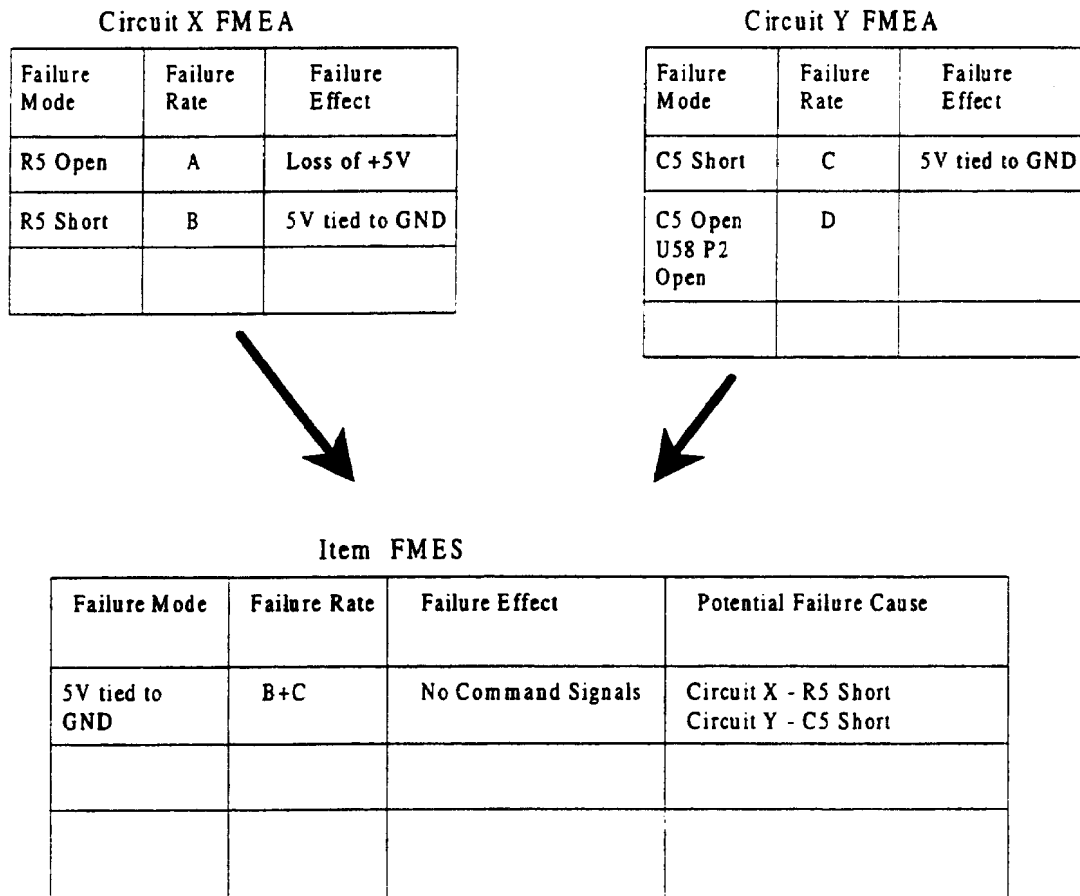 Circuit X FMEA
Failure Mode
Failure Rate
Failure Effect
R5 Open
A
Loss of +5V
R5 Short
B
5V tied to GND
Circuit Y FMEA
Failure Mode
Failure Rate
Failure Effect
C5 Short
C
5V tied to GND
C5 Open
U58 P2
Open
D
Item FMES
Failure Mode
Failure Rate
Failure Effect
Potential Failure Cause
5V tied to
GND
B+C
No Command Signals
Circuit X - R5 Short
Circuit Y - C5 Short